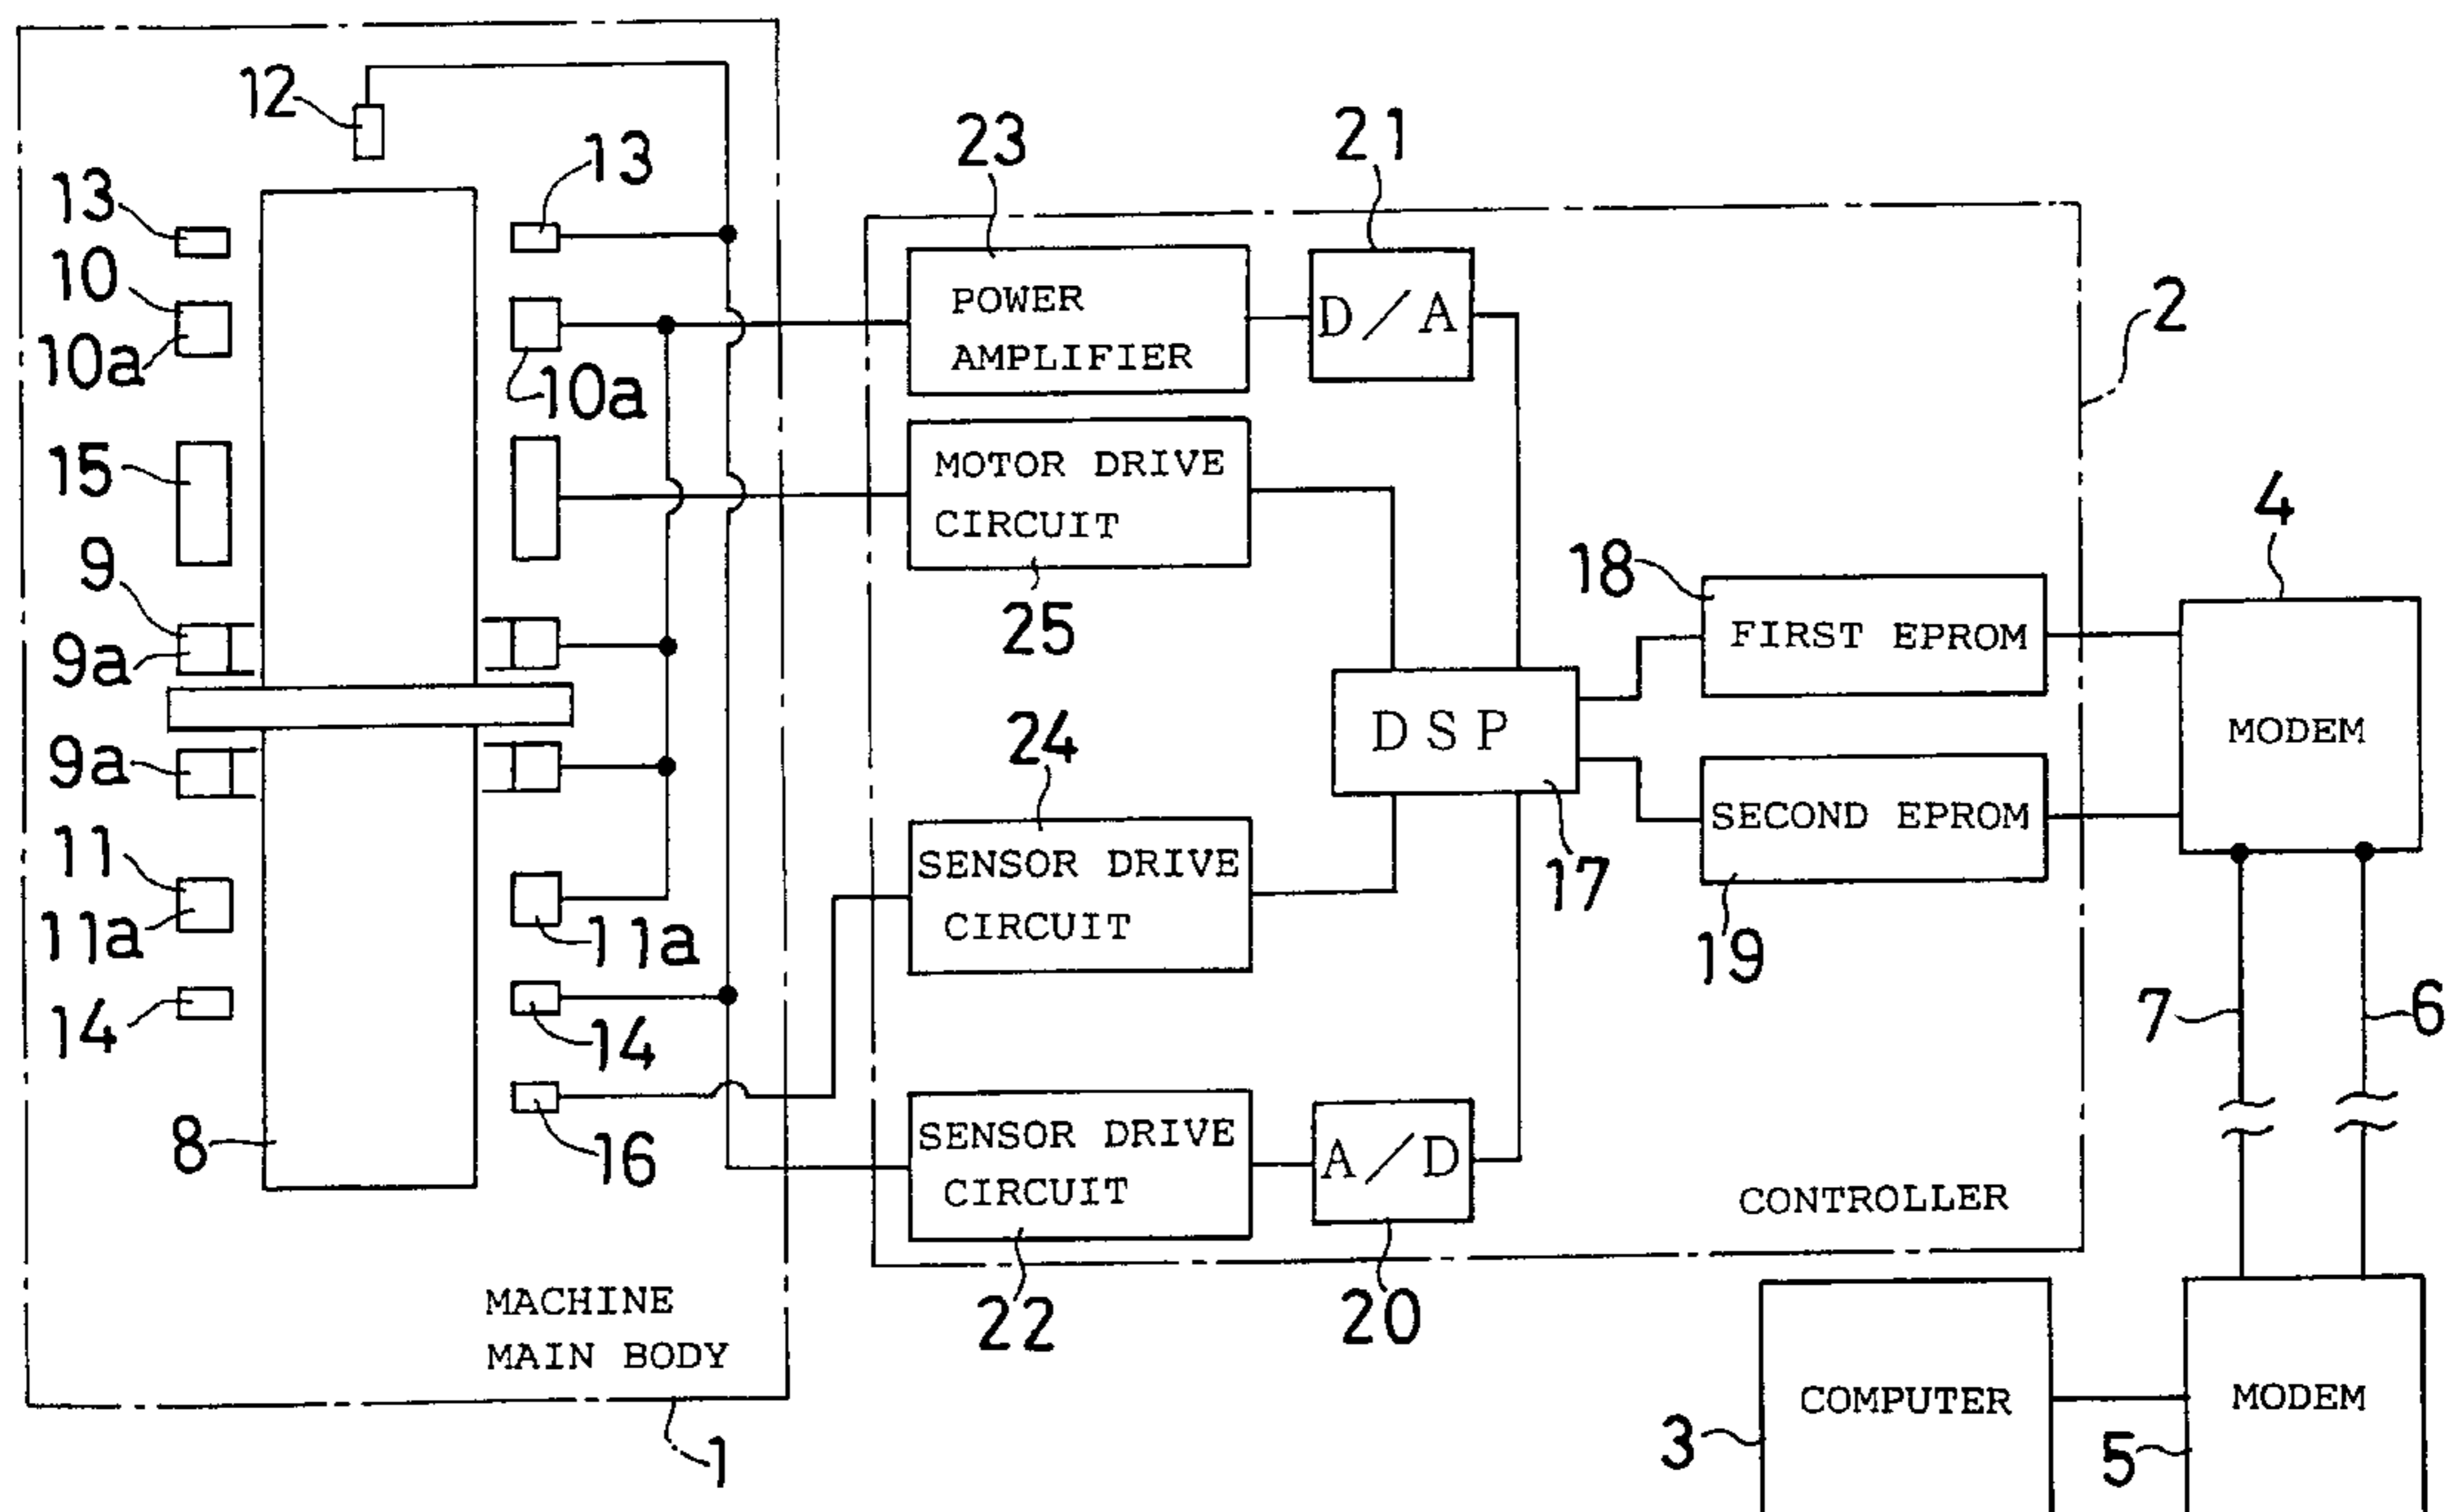 12
13
13
23
21
10
10a
10a
POWER
AMPLIFIER
D/A
2
15
MOTOR DRIVE
CIRCUIT
25
4
9
9a
18
FIRST EPROM
MODEM
DSP
17
9a
24
SENSOR DRIVE
CIRCUIT
SECOND EPROM
19
11
11a
11a
14
14
7
6
8
16
SENSOR DRIVE
CIRCUIT
22
A/D
20
CONTROLLER
MACHINE
MAIN BODY
1
COMPUTER
3
MODEM
5